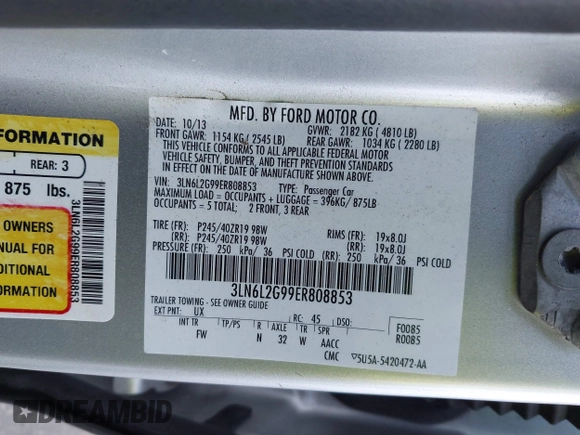 FORMATION
REAR: 3
875 lbs.
OWNERS
NUAL FOR
DITIONAL
FORMATION
3LN6L2G99ER808853
MFD. BY FORD MOTOR CO.
DATE: 10/13 GVWR: 2182 KG ( 4810 LB)
FRONT GAWR: 1154 KG ( 2545 LB) REAR GAWR: 1034 KG ( 2280 LB)
THIS VEHICLE CONFORMS TO ALL APPLICABLE FEDERAL MOTOR
VEHICLE SAFETY, BUMPER, AND THEFT PREVENTION STANDARDS
IN EFFECT ON THE DATE OF MANUFACTURE SHOWN ABOVE.
VIN: 3LN6L2G99ER808853 TYPE: Passenger Car
MAXIMUM LOAD = OCCUPANTS + LUGGAGE = 396KG/ 875LB
OCCUPANTS = 5 TOTAL: 2 FRONT, 3 REAR
TIRE (FR): P245/40ZR19 98W RIMS (FR): 19x8.0J
(RR): P245/40ZR19 98W (RR): 19x8.0J
PRESSURE (FR): 250 kPa/ 36 PSI COLD (RR): 250 kPa/ 36 PSI COLD
3LN6L2G99ER808853
TRAILER TOWING - SEE OWNER GUIDE
EXT PNT: UX RC: 45 DSO:
INT TR TP/PS R AXLE TR SPR F0085
FW N 32 W AACC R0085
CMC ▽5U5A-5420472-AA
DREAMBID